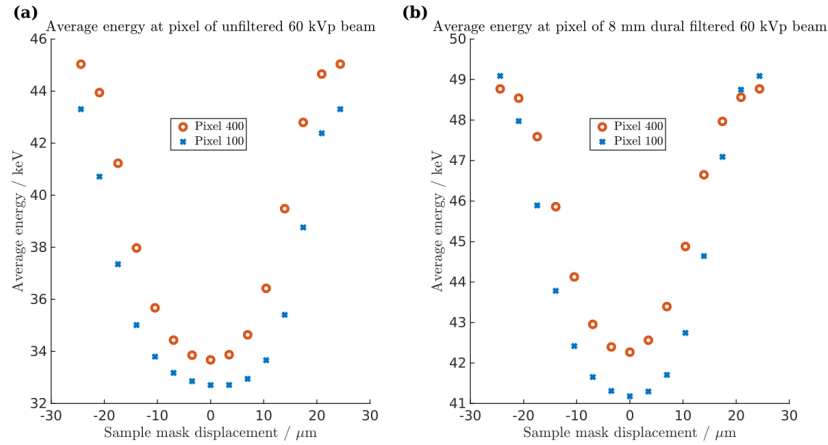 (a)
Average energy at pixel of unfiltered 60 kVp beam
46
44
42
40
38
36
34
32
Average energy / keV
Pixel 400
Pixel 100
-30
-20
-10
0
10
20
30
Sample mask displacement / μm
(b)
Average energy at pixel of 8 mm dural filtered 60 kVp beam
50
49
48
47
46
45
44
43
42
41
Average energy / keV
Pixel 400
Pixel 100
-30
-20
-10
0
10
20
30
Sample mask displacement / μm